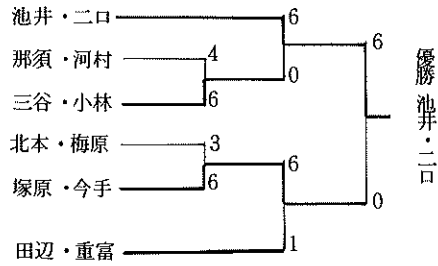 池井・二口
6
那須・河村
4
6
0
三谷・小林
6
北本・梅原
3
塚原・今手
6
6
0
田辺・重富
1
優勝 池井・二口